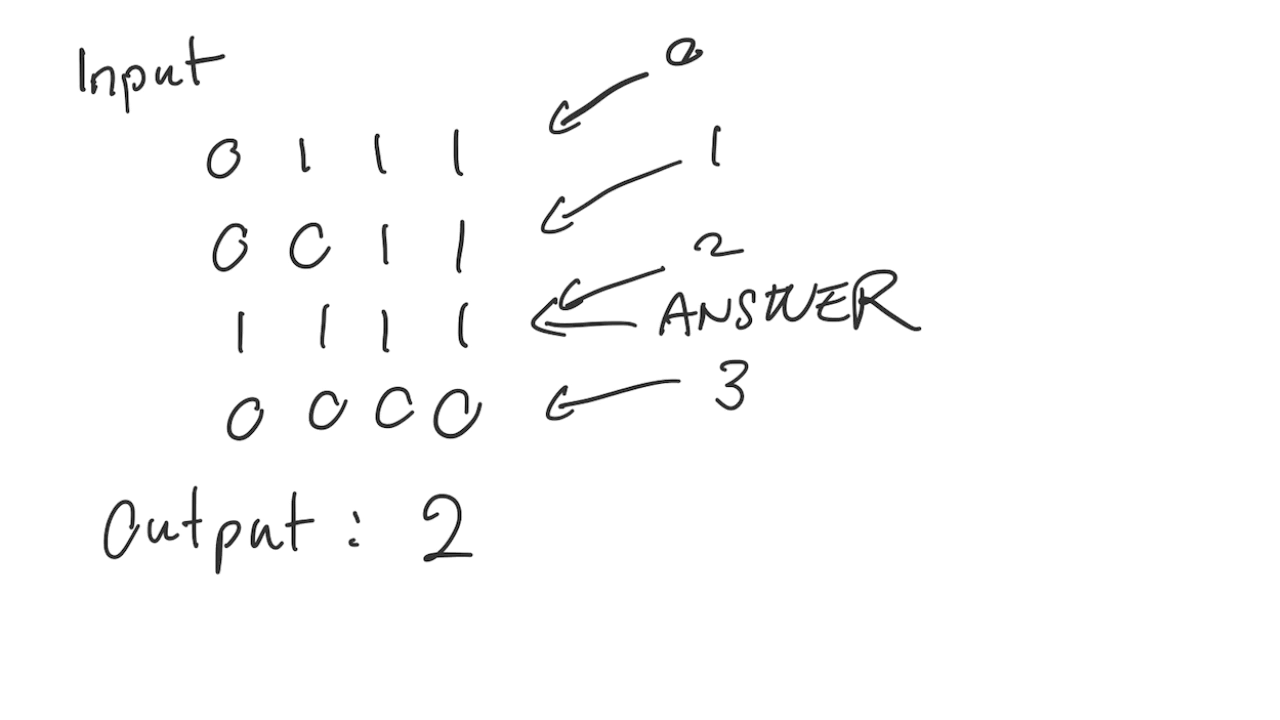 Input
0 1 1 1 0
0 0 1 1 1
1 1 1 1 2
ANSWER
0 0 0 0 3
Output : 2